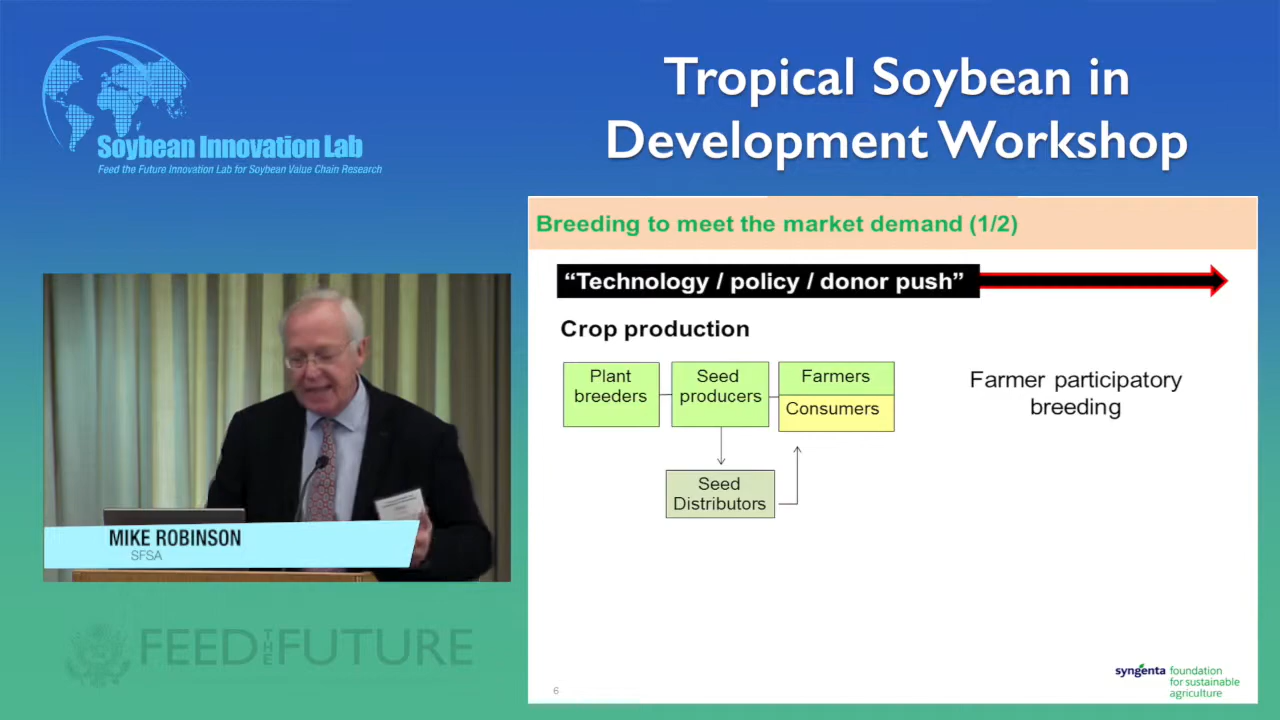 Soybean Innovation Lab
Feed the Future Innovation Lab for Soybean Value Chain Research
Tropical Soybean in
Development Workshop
Breeding to meet the market demand (1/2)
“Technology / policy / donor push”
Crop production
Plant
breeders
Seed
producers
Farmers
Consumers
Farmer participatory
breeding
Seed
Distributors
MIKE ROBINSON
SFSA
FEED THE FUTURE
6
syngenta foundation
for sustainable
agriculture